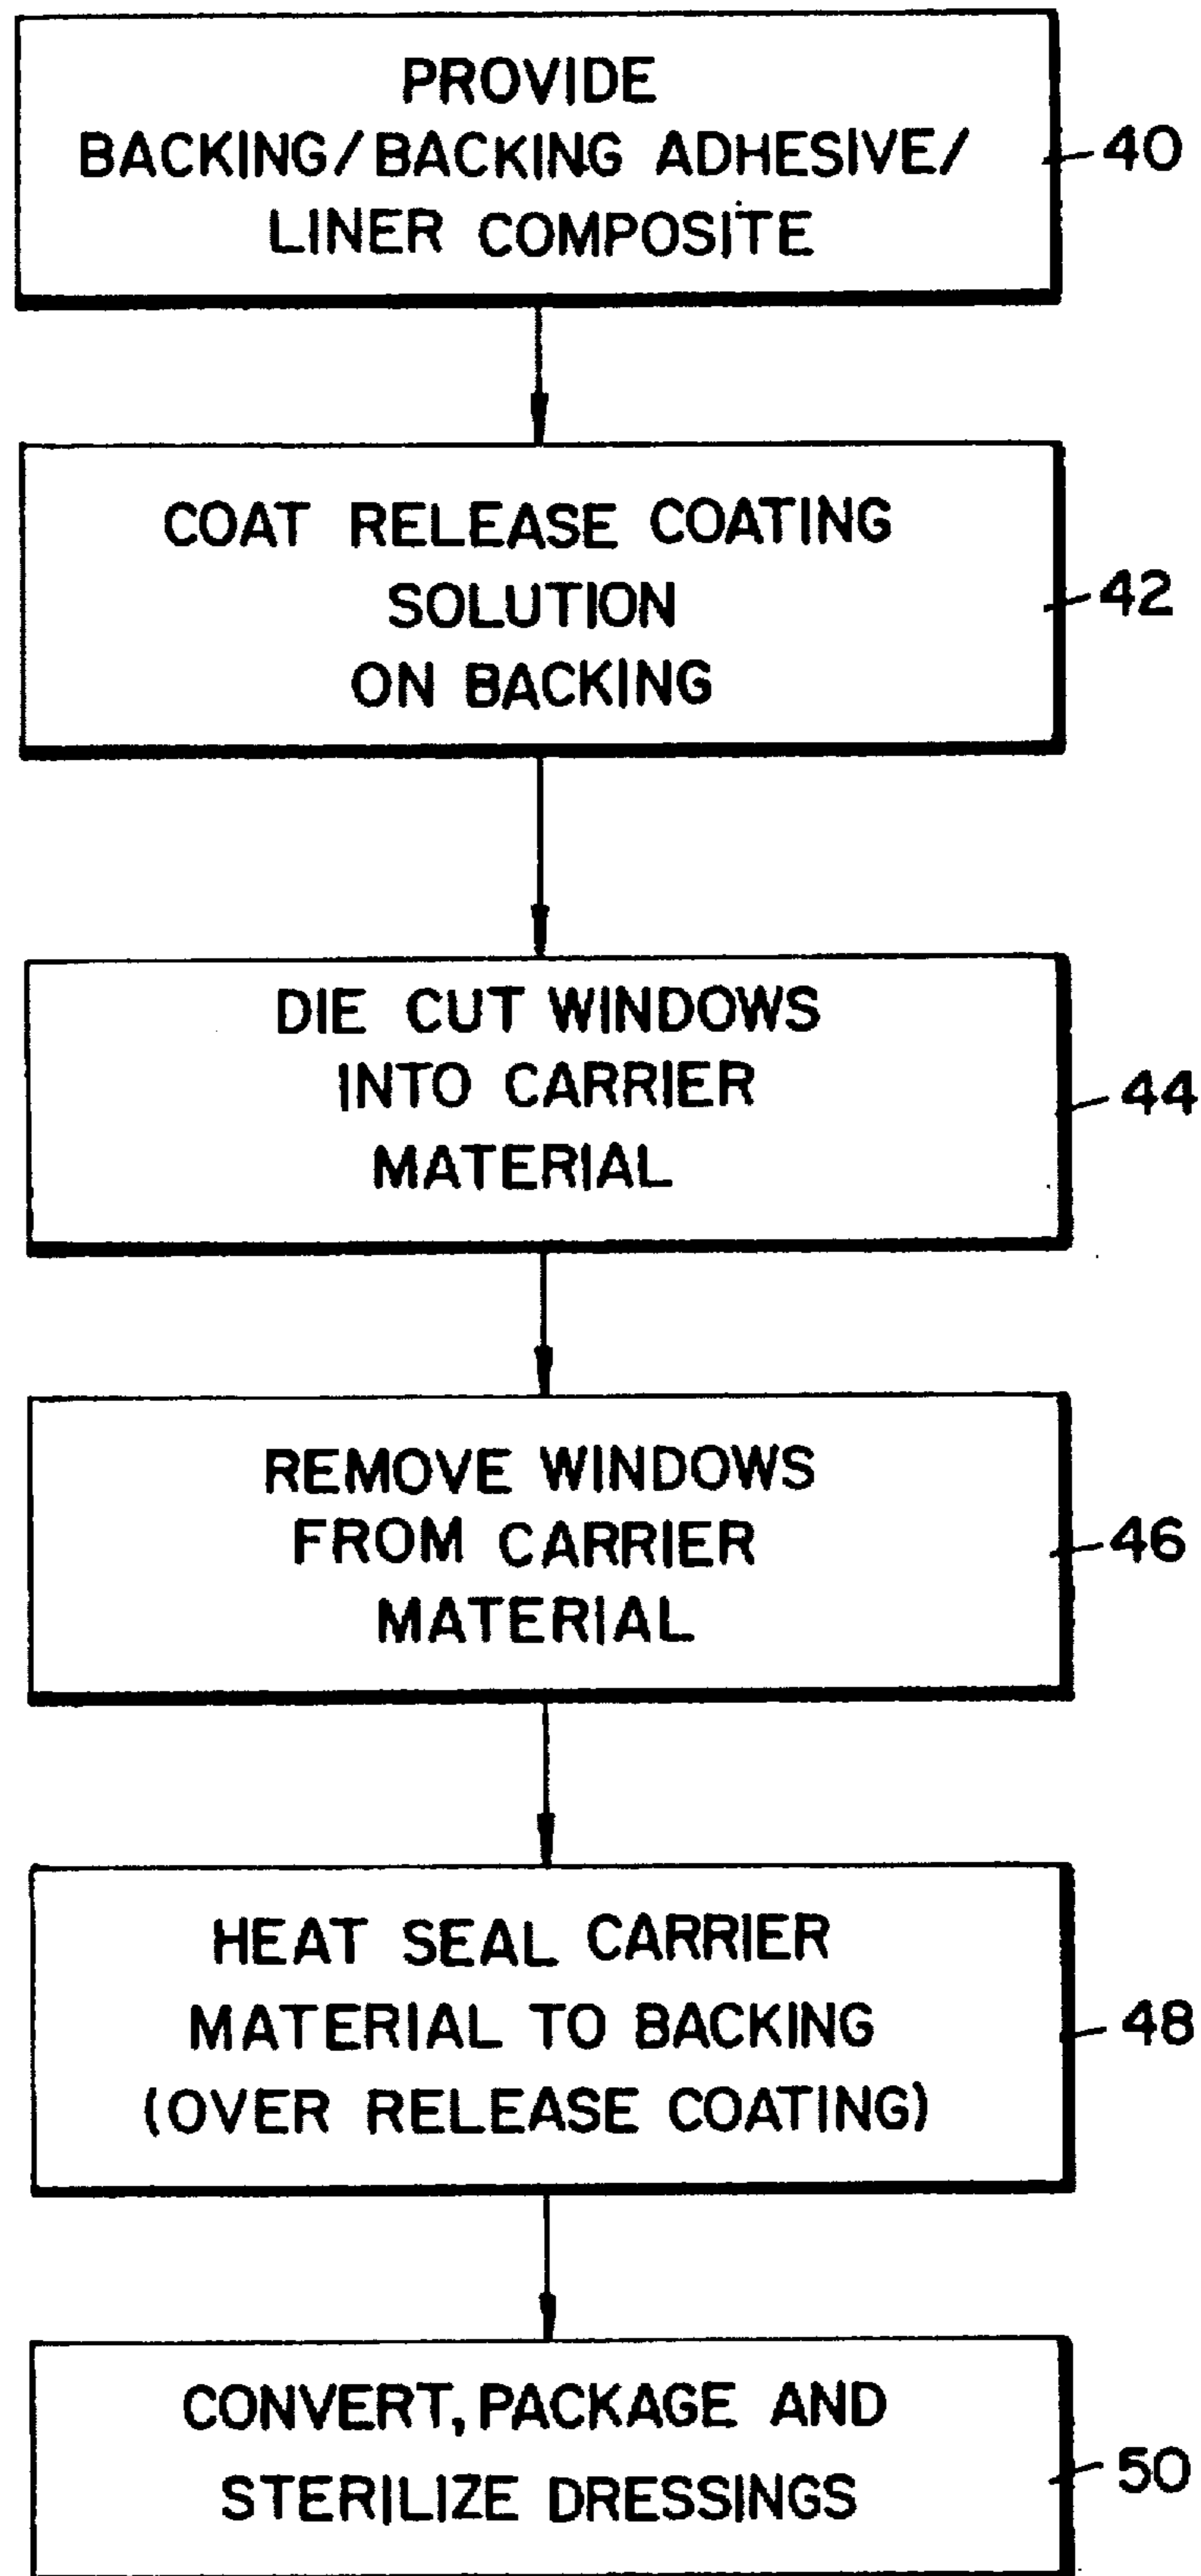 PROVIDE
BACKING/BACKING ADHESIVE/
LINER COMPOSITE
40
COAT RELEASE COATING
SOLUTION
ON BACKING
42
DIE CUT WINDOWS
INTO CARRIER
MATERIAL
44
REMOVE WINDOWS
FROM CARRIER
MATERIAL
46
HEAT SEAL CARRIER
MATERIAL TO BACKING
(OVER RELEASE COATING)
48
CONVERT, PACKAGE AND
STERILIZE DRESSINGS
50